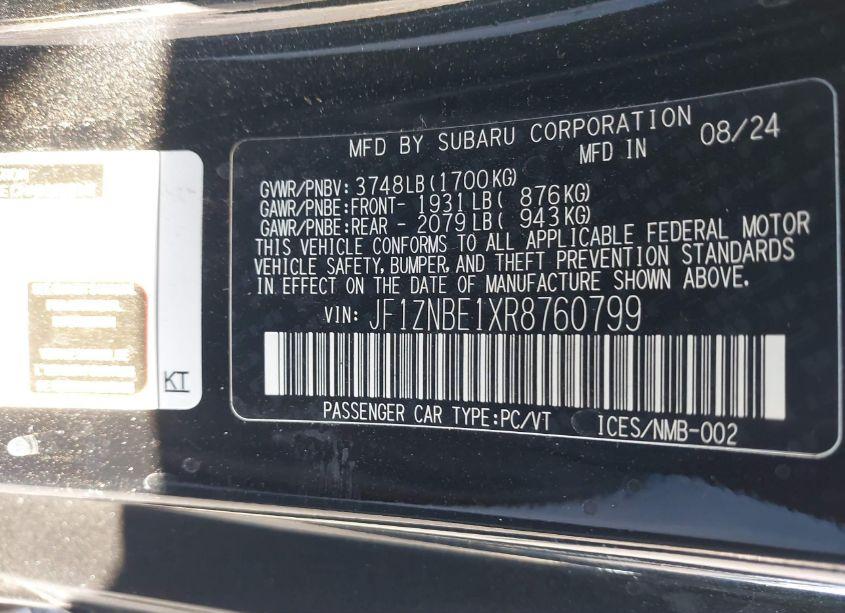 MFD BY SUBARU CORPORATION
MFD IN 08/24
GVWR/PNBV: 3748LB(1700KG)
GAWR/PNBE:FRONT- 1931LB( 876KG)
GAWR/PNBE:REAR - 2079LB( 943KG)
THIS VEHICLE CONFORMS TO ALL APPLICABLE FEDERAL MOTOR
VEHICLE SAFETY, BUMPER, AND THEFT PREVENTION STANDARDS
IN EFFECT ON THE DATE OF MANUFACTURE SHOWN ABOVE.
VIN: JF1ZNBE1XR8760799
PASSENGER CAR TYPE:PC/VT ICES/NMB-002
KT